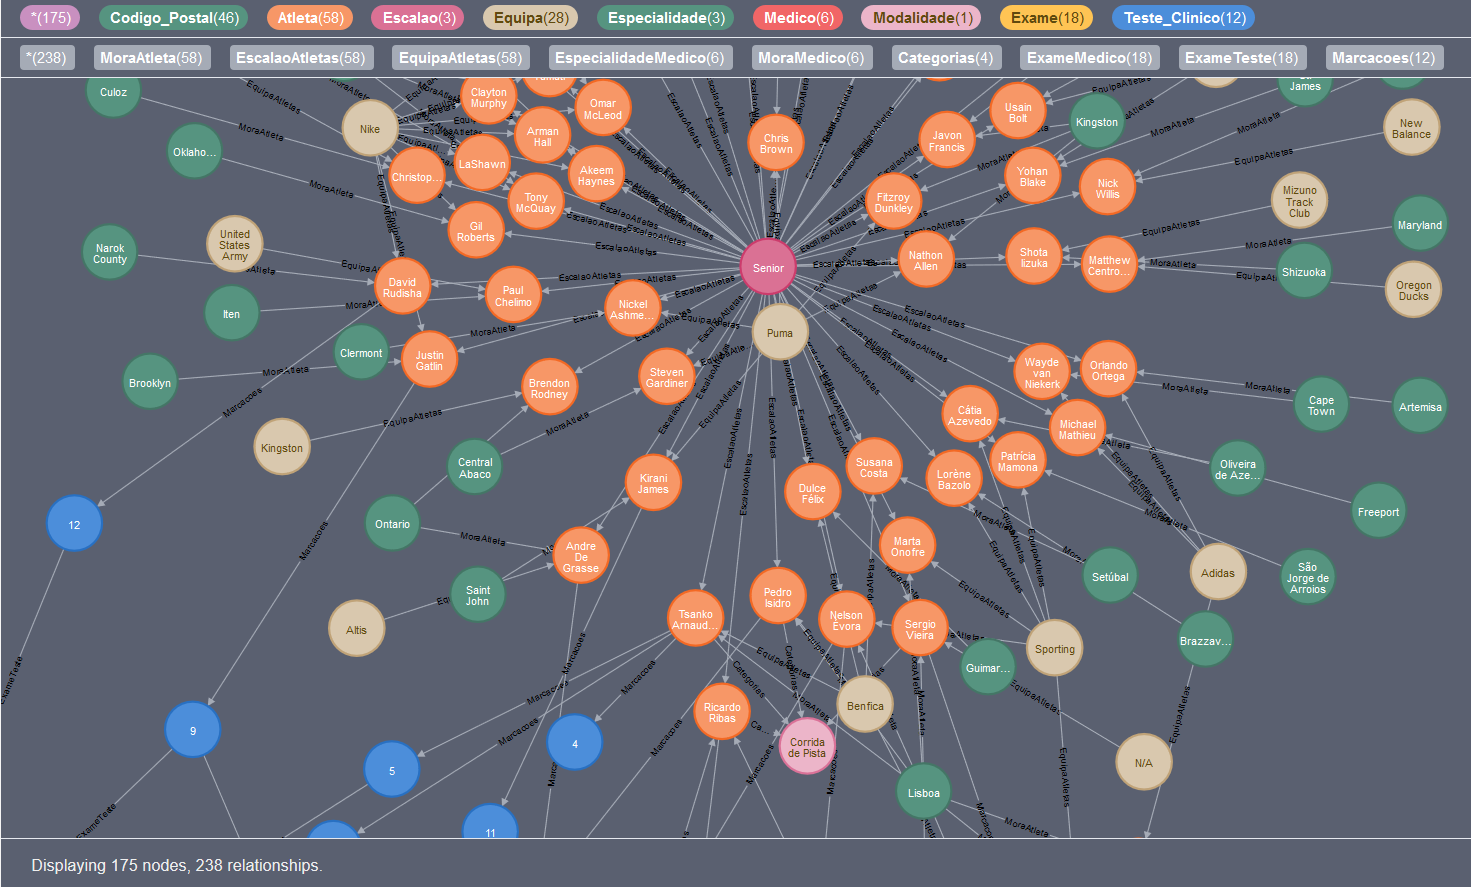 *(175) Codigo_Postal(46) Atleta(58) Escalao(3) Equipa(28) Especialidade(3) Medico(6) Modalidade(1) Exame(18) Teste_Clinico(12)
*(238) MoraAtleta(58) EscalaoAtletas(58) EquipaAtletas(58) EspecialidadeMedico(6) MoraMedico(6) Categorias(4) ExameMedico(18) ExameTeste(18) Marcacoes(12)
Culoz
Clayton
Murphy
Omar
McLeod
Usain
Bolt
James
Nike
Arman
Hall
Chris
Brown
Javon
Francis
Kingston
New
Balance
Oklaho...
Christop...
LaShawn
Akeem
Haynes
Yohan
Blake
Nick
Willis
Mizuno
Track
Club
Tony
McQuay
Fitzroy
Dunkley
Gil
Roberts
Maryland
United
States
Army
Narok
County
Senior
Nathon
Allen
Shota
Iizuka
Matthew
Centro...
Shizuoka
David
Rudisha
Paul
Chelimo
Oregon
Ducks
Iten
Nickel
Ashme...
Puma
Clermont
Justin
Gatlin
Brooklyn
Brendon
Rodney
Steven
Gardiner
Wayde
van
Niekerk
Orlando
Ortega
Cape
Town
Artemisa
Cátia
Azevedo
Michael
Mathieu
Kingston
Central
Abaco
Susana
Costa
Patrícia
Mamona
Oliveira
de Aze...
Kirani
James
Dulce
Félix
Lorène
Bazolo
Freeport
12
Ontario
Andre
De
Grasse
Marta
Onofre
Setúbal
Adidas
São
Jorge de
Arroios
Saint
John
Altis
Tsanko
Arnaud...
Pedro
Isidro
Nelson
Évora
Sergio
Vieira
Sporting
Brazzav...
Guimar...
Ricardo
Ribas
Benfica
9
4
Corrida
de Pista
N/A
5
Lisboa
11
MoraAtleta
EscalaoAtletas
EquipaAtletas
Marcacoes
Categorias
ExameTeste
Displaying 175 nodes, 238 relationships.